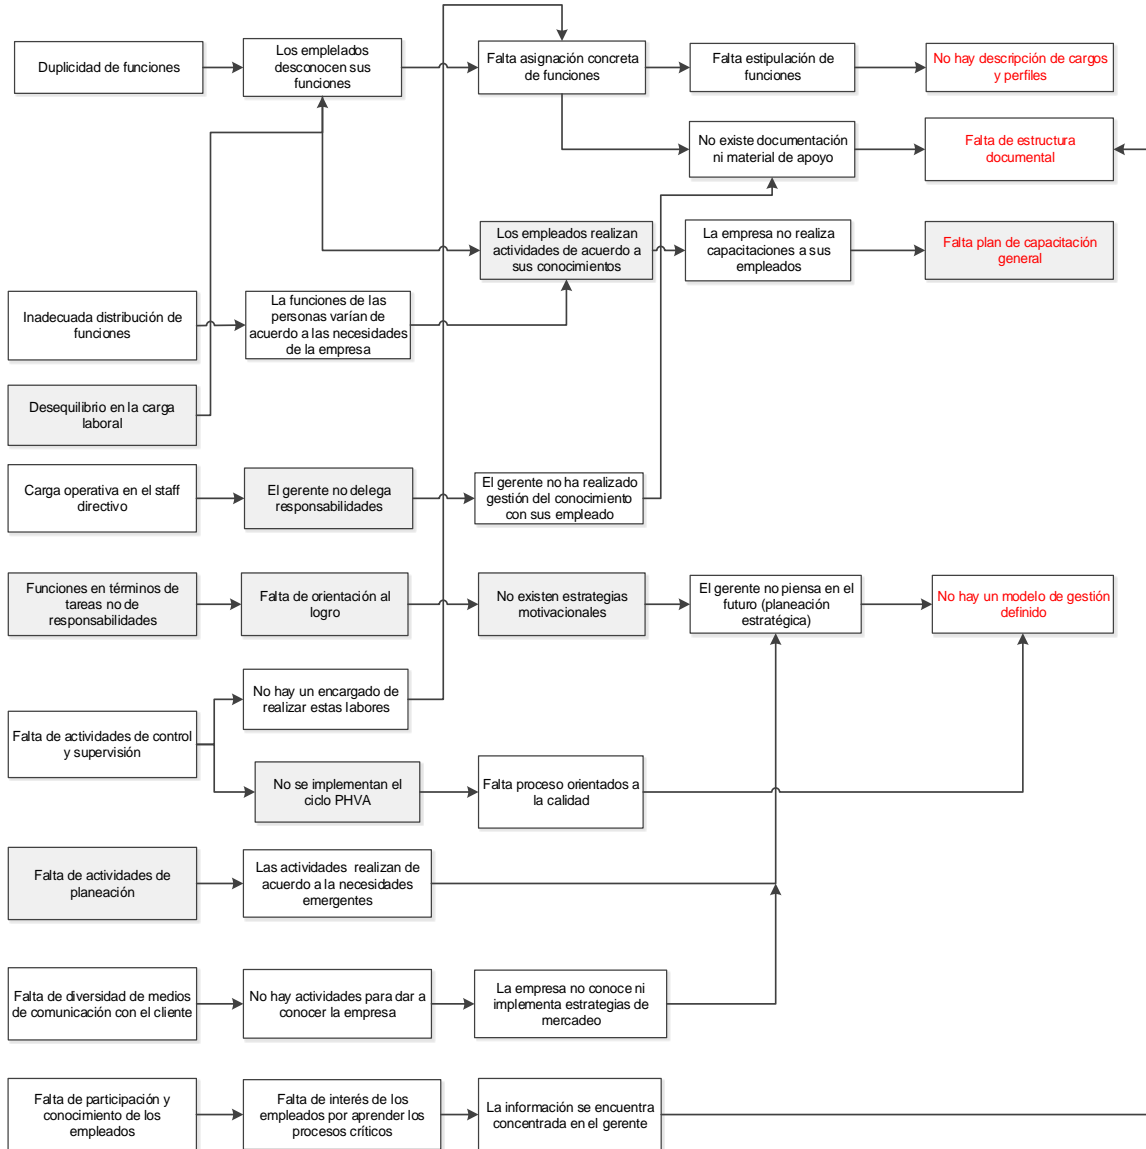 Duplicidad de funciones
Los emplelados
desconocen sus
funciones
Falta asignación concreta
de funciones
Falta estipulación de
funciones
No hay descripción de cargos
y perfiles
No existe documentación
ni material de apoyo
Falta de estructura
documental
Los empleados realizan
actividades de acuerdo a
sus conocimientos
La empresa no realiza
capacitaciones a sus
empleados
Falta plan de capacitación
general
Inadecuada distribución de
funciones
La funciones de las
personas varían de
acuerdo a las necesidades
de la empresa
Desequilibrio en la carga
laboral
Carga operativa en el staff
directivo
El gerente no delega
responsabilidades
El gerente no ha realizado
gestión del conocimiento
con sus empleado
Funciones en términos de
tareas no de
responsabilidades
Falta de orientación al
logro
No existen estrategias
motivacionales
El gerente no piensa en el
futuro (planeación
estratégica)
No hay un modelo de gestión
definido
Falta de actividades de control
y supervisión
No hay un encargado de
realizar estas labores
No se implementan el
ciclo PHVA
Falta proceso orientados a
la calidad
Falta de actividades de
planeación
Las actividades realizan de
acuerdo a la necesidades
emergentes
Falta de diversidad de medios
de comunicación con el cliente
No hay actividades para dar a
conocer la empresa
La empresa no conoce ni
implementa estrategias de
mercadeo
Falta de participación y
conocimiento de los
empleados
Falta de interés de los
empleados por aprender los
procesos críticos
La información se encuentra
concentrada en el gerente